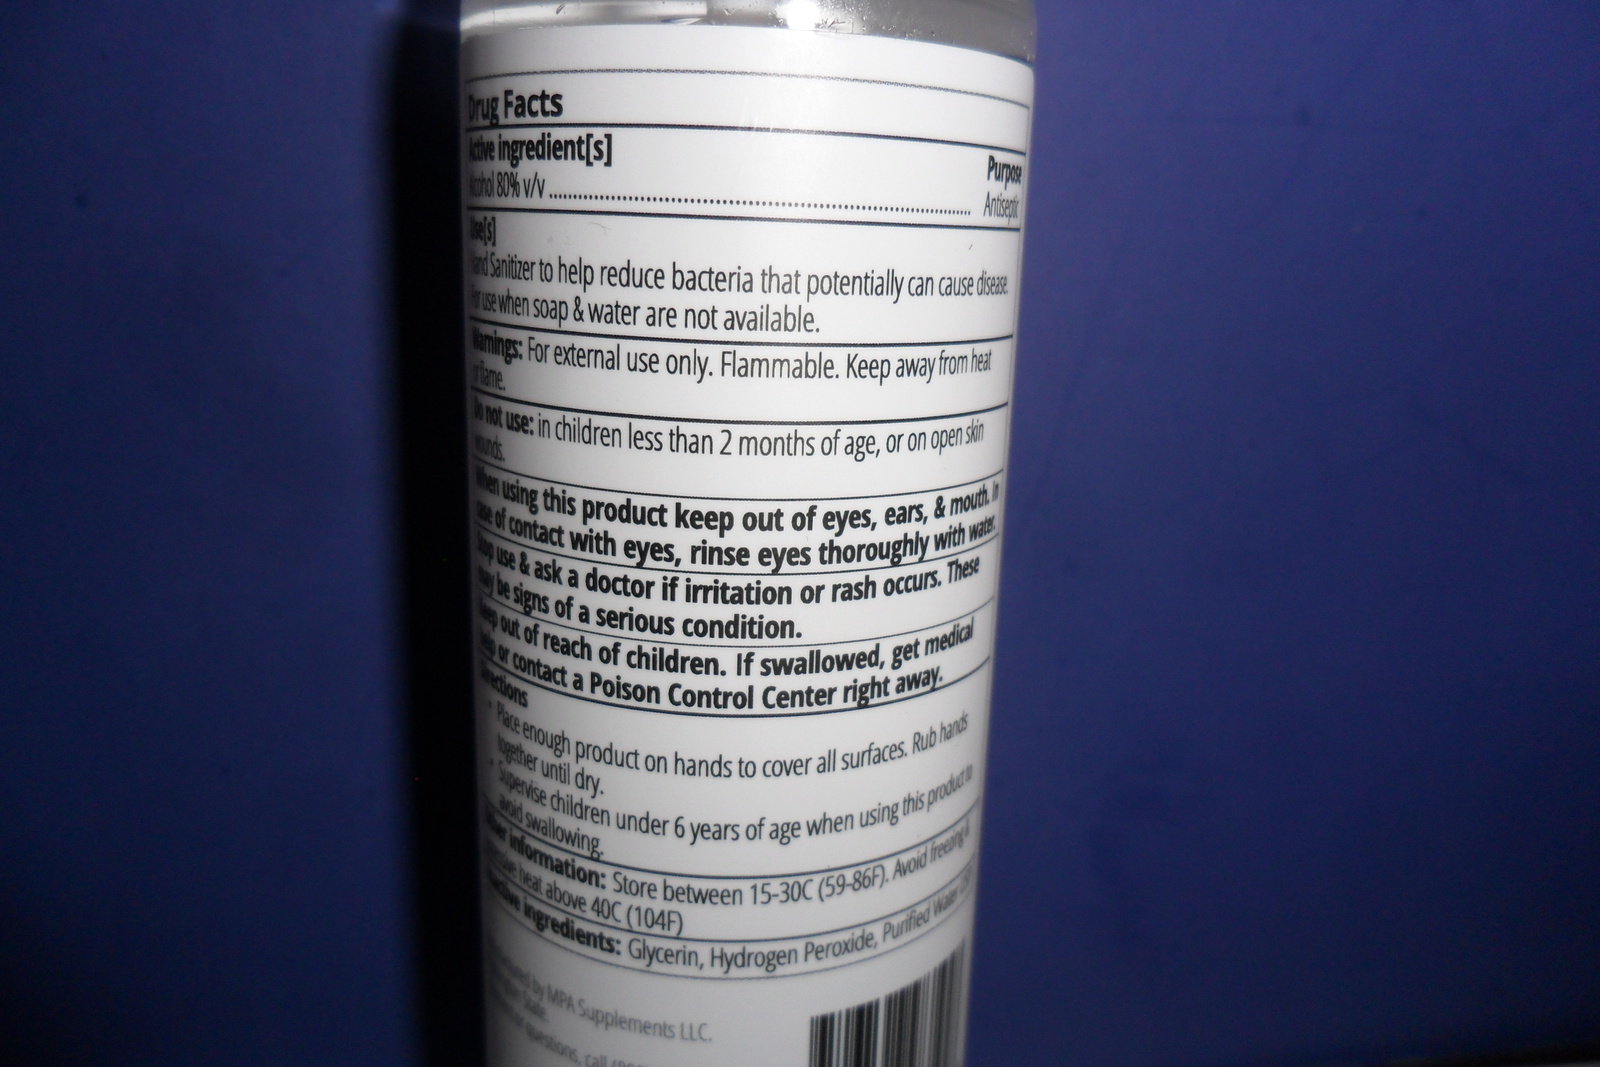 Drug Facts
Active ingredient[s] Purpose
Alcohol 80% v/v ........................................ Antiseptic
Use[s]
Hand Sanitizer to help reduce bacteria that potentially can cause disease.
For use when soap & water are not available.
Warnings: For external use only. Flammable. Keep away from heat
or flame.
Do not use: in children less than 2 months of age, or on open skin
wounds.
When using this product keep out of eyes, ears, & mouth. In
case of contact with eyes, rinse eyes thoroughly with water.
Stop use & ask a doctor if irritation or rash occurs. These
may be signs of a serious condition.
Keep out of reach of children. If swallowed, get medical
help or contact a Poison Control Center right away.
Directions
• Place enough product on hands to cover all surfaces. Rub hands
together until dry.
• Supervise children under 6 years of age when using this product to
avoid swallowing.
Other information: Store between 15-30C (59-86F). Avoid freezing &
excessive heat above 40C (104F)
Inactive ingredients: Glycerin, Hydrogen Peroxide, Purified Water
by MPA Supplements LLC.
questions, call